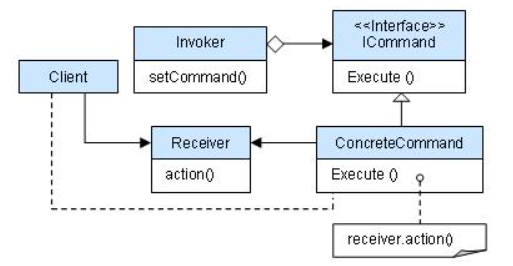 Invoker
setCommand()
<<Interface>>
ICommand
Execute ()
Client
Receiver
action()
ConcreteCommand
Execute ()
receiver.action()